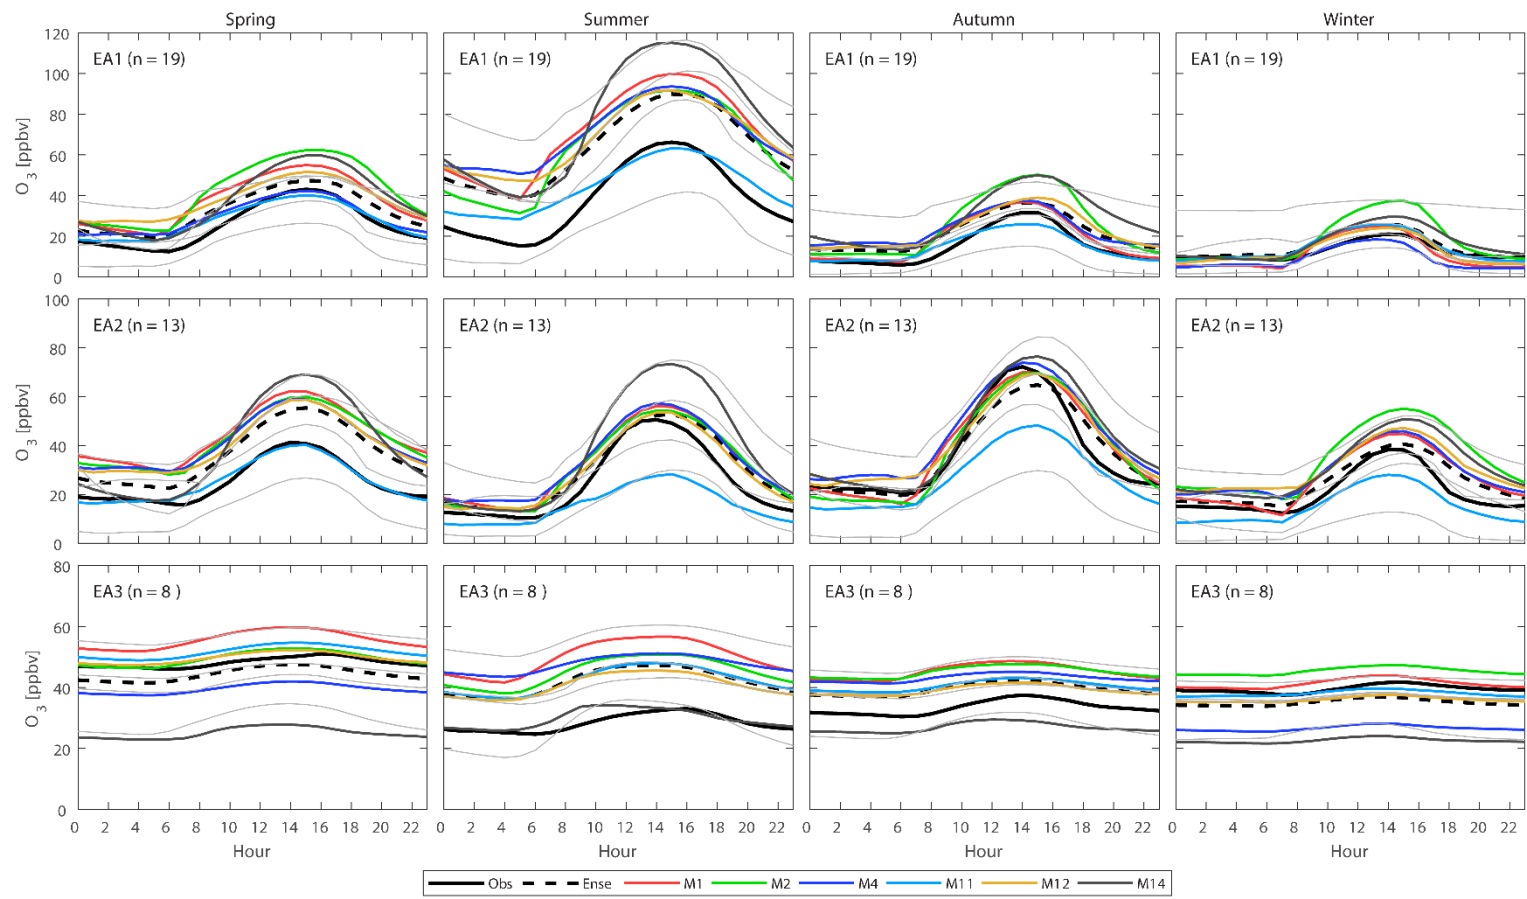 Spring Summer Autumn Winter
120 EA1 (n = 19) EA1 (n = 19) EA1 (n = 19) EA1 (n = 19)
100
80
60
40
20
0
O3 [ppbv]
100 EA2 (n = 13) EA2 (n = 13) EA2 (n = 13) EA2 (n = 13)
80
60
40
20
0
O3 [ppbv]
80 EA3 (n = 8 ) EA3 (n = 8 ) EA3 (n = 8 ) EA3 (n = 8)
60
40
20
0
O3 [ppbv]
0 2 4 6 8 10 12 14 16 18 20 22 0 2 4 6 8 10 12 14 16 18 20 22 0 2 4 6 8 10 12 14 16 18 20 22 0 2 4 6 8 10 12 14 16 18 20 22
Hour Hour Hour Hour
Obs Ense M1 M2 M4 M11 M12 M14